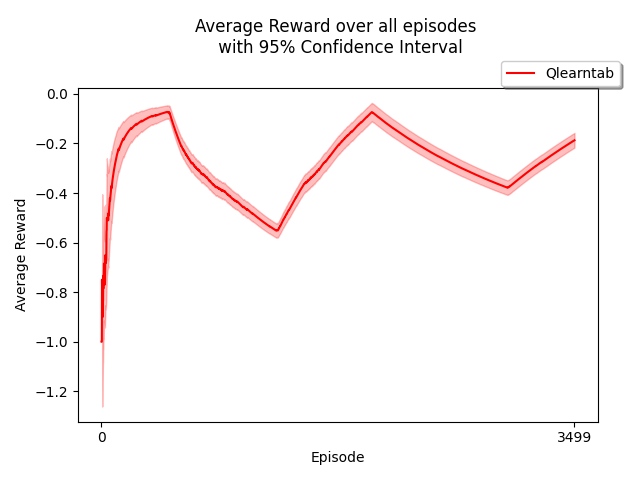 Average Reward over all episodes
with 95% Confidence Interval
Qlearntab
0.0
−0.2
−0.4
−0.6
−0.8
−1.0
−1.2
Average Reward
0
3499
Episode